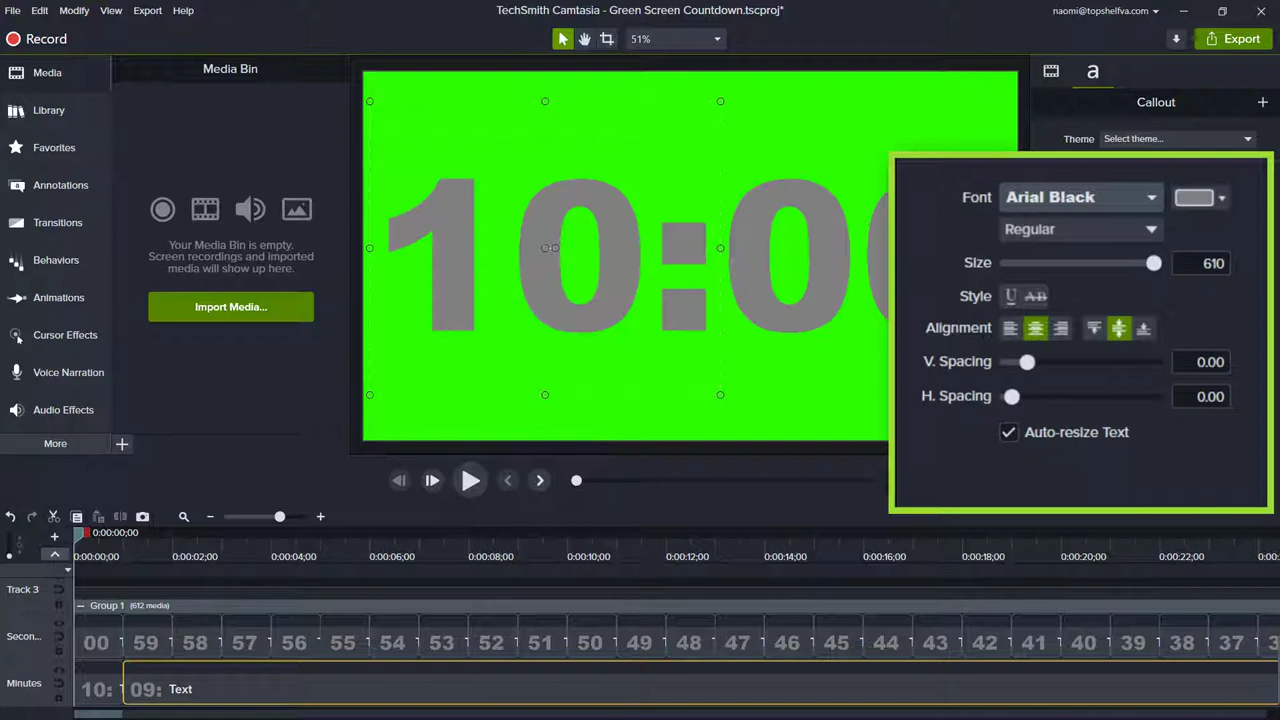 File Edit Modify View Export Help
TechSmith Camtasia - Green Screen Countdown.tscproj*
naomi@topshelfva.com
Record
51%
Export
Media
Library
Favorites
Annotations
Transitions
Behaviors
Animations
Cursor Effects
Voice Narration
Audio Effects
More
Media Bin
Your Media Bin is empty.
Screen recordings and imported
media will show up here.
Import Media...
10:00
a
Callout
Theme Select theme...
Font Arial Black
Regular
Size 610
Style U AB
Alignment
V. Spacing 0.00
H. Spacing 0.00
Auto-resize Text
0:00:00;00
0:00:00;00 0:00:02;00 0:00:04;00 0:00:06;00 0:00:08;00 0:00:10;00 0:00:12;00 0:00:14;00 0:00:16;00 0:00:18;00 0:00:20;00 0:00:22;00
Track 3
Group 1 (612 media)
Secon... 00 59 58 57 56 55 54 53 52 51 50 49 48 47 46 45 44 43 42 41 40 39 38 37
Minutes 10: 09: Text